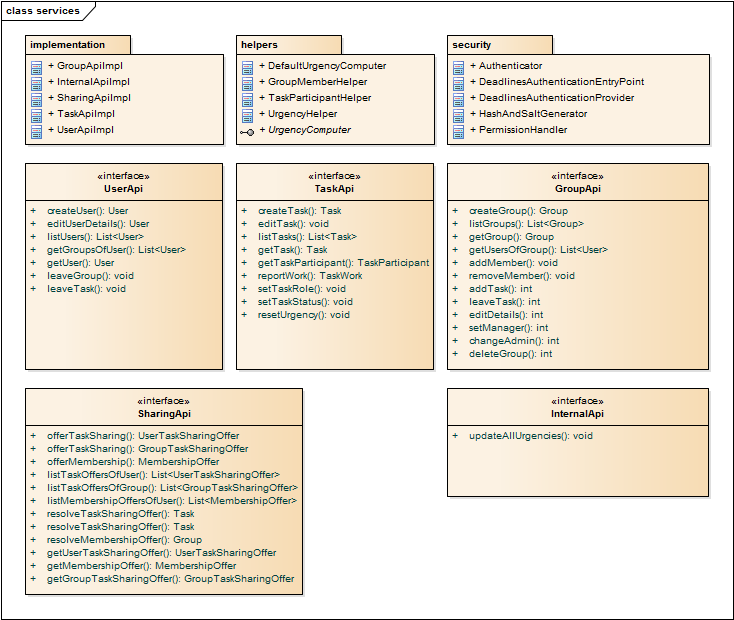 class services
implementation
+ GroupApiImpl
+ InternalApiImpl
+ SharingApiImpl
+ TaskApiImpl
+ UserApiImpl
helpers
+ DefaultUrgencyComputer
+ GroupMemberHelper
+ TaskParticipantHelper
+ UrgencyHelper
+ UrgencyComputer
security
+ Authenticator
+ DeadlinesAuthenticationEntryPoint
+ DeadlinesAuthenticationProvider
+ HashAndSaltGenerator
+ PermissionHandler
«interface»
UserApi
+ createUser(): User
+ editUserDetails(): User
+ listUsers(): List<User>
+ getGroupsOfUser(): List<User>
+ getUser(): User
+ leaveGroup(): void
+ leaveTask(): void
«interface»
TaskApi
+ createTask(): Task
+ editTask(): void
+ listTasks(): List<Task>
+ getTask(): Task
+ getTaskParticipant(): TaskParticipant
+ reportWork(): TaskWork
+ setTaskRole(): void
+ setTaskStatus(): void
+ resetUrgency(): void
«interface»
GroupApi
+ createGroup(): Group
+ listGroups(): List<Group>
+ getGroup(): Group
+ getUsersOfGroup(): List<User>
+ addMember(): void
+ removeMember(): void
+ addTask(): int
+ leaveTask(): int
+ editDetails(): int
+ setManager(): int
+ changeAdmin(): int
+ deleteGroup(): int
«interface»
SharingApi
+ offerTaskSharing(): UserTaskSharingOffer
+ offerTaskSharing(): GroupTaskSharingOffer
+ offerMembership(): MembershipOffer
+ listTaskOffersOfUser(): List<UserTaskSharingOffer>
+ listTaskOffersOfGroup(): List<GroupTaskSharingOffer>
+ listMembershipOffersOfUser(): List<MembershipOffer>
+ resolveTaskSharingOffer(): Task
+ resolveTaskSharingOffer(): Task
+ resolveMembershipOffer(): Group
+ getUserTaskSharingOffer(): UserTaskSharingOffer
+ getMembershipOffer(): MembershipOffer
+ getGroupTaskSharingOffer(): GroupTaskSharingOffer
«interface»
InternalApi
+ updateAllUrgencies(): void